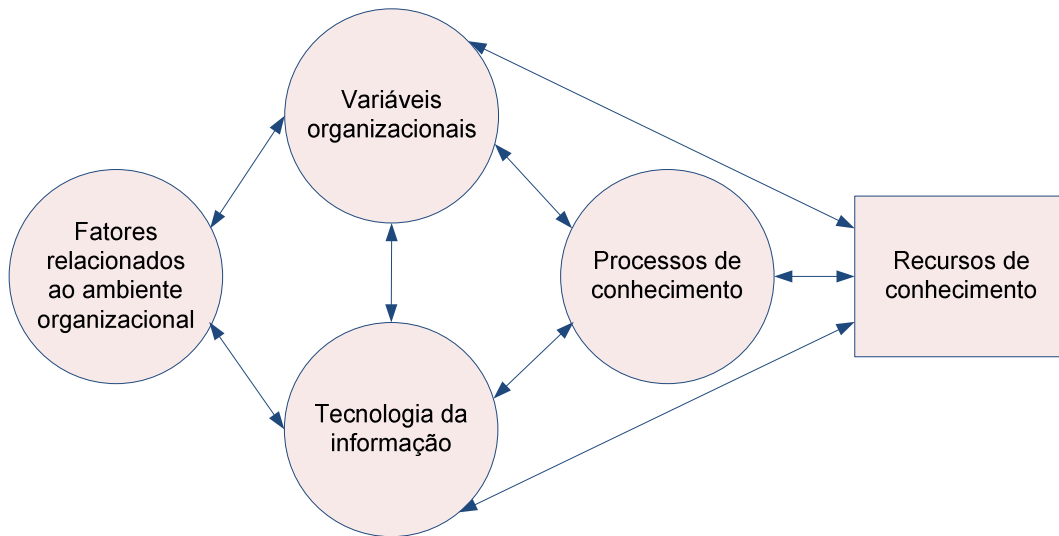 Variáveis
organizacionais
Fatores
relacionados
ao ambiente
organizacional
Processos de
conhecimento
Recursos de
conhecimento
Tecnologia da
informação